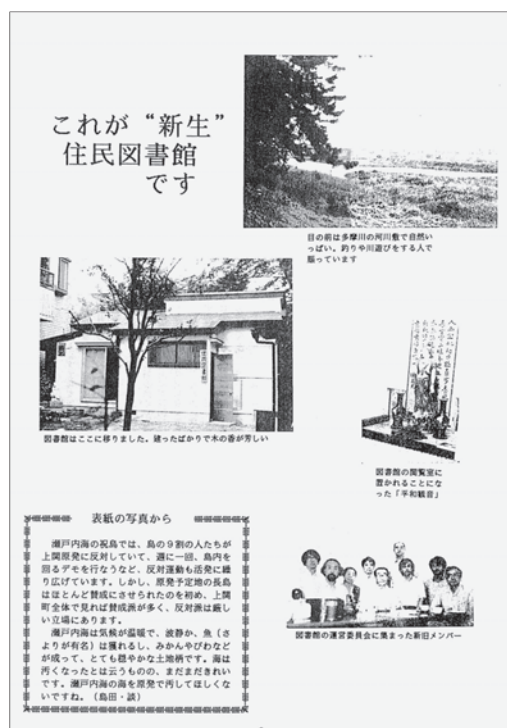 これが“新生”
住民図書館
です
目の前は多摩川の河川敷で自然い
っぱい。釣りや川遊びをする人で
賑っています
図書館はここに移りました。建ったばかりで木の香が芳しい
図書館の閲覧室に
置かれることにな
った「平和観音」
表紙の写真から
瀬戸内海の祝島では、島の9割の人たちが
上関原発に反対していて、週に一回、島内を
回るデモを行なうなど、反対運動も活発に繰
り広げています。しかし、原発予定地の長島
はほとんど賛成にさせられたのを初め、上関
町全体で見れば賛成派が多く、反対派は厳し
い立場にあります。
瀬戸内海は気候が温暖で、波静か、魚（さ
よりが有名）は獲れるし、みかんやびわなど
が成って、とても穏やかな土地柄です。海は
汚くなったとは云うものの、まだまだきれい
です。瀬戸内海の海を原発で汚してほしくな
いですね。（島田・談）
図書館の運営委員会に集まった新旧メンバー